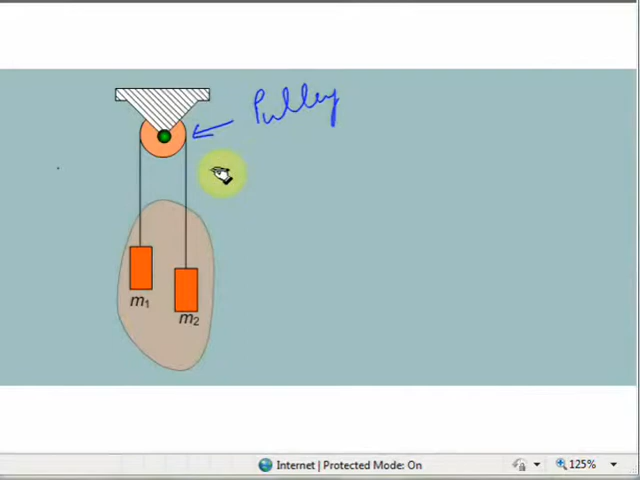 Pulley
m₁
m₂
Internet | Protected Mode: On
125%